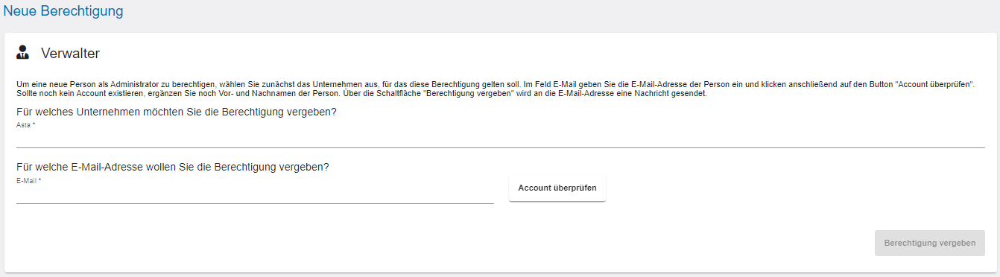 Neue Berechtigung
Verwalter
Um eine neue Person als Administrator zu berechtigen, wählen Sie zunächst das Unternehmen aus, für das diese Berechtigung gelten soll. Im Feld E-Mail geben Sie die E-Mail-Adresse der Person ein und klicken anschließend auf den Button "Account überprüfen".
Sollte noch kein Account existieren, ergänzen Sie noch Vor- und Nachnamen der Person. Über die Schaltfläche "Berechtigung vergeben" wird an die E-Mail-Adresse eine Nachricht gesendet.
Für welches Unternehmen möchten Sie die Berechtigung vergeben?
Asta *
Für welche E-Mail-Adresse wollen Sie die Berechtigung vergeben?
E-Mail *
Account überprüfen
Berechtigung vergeben